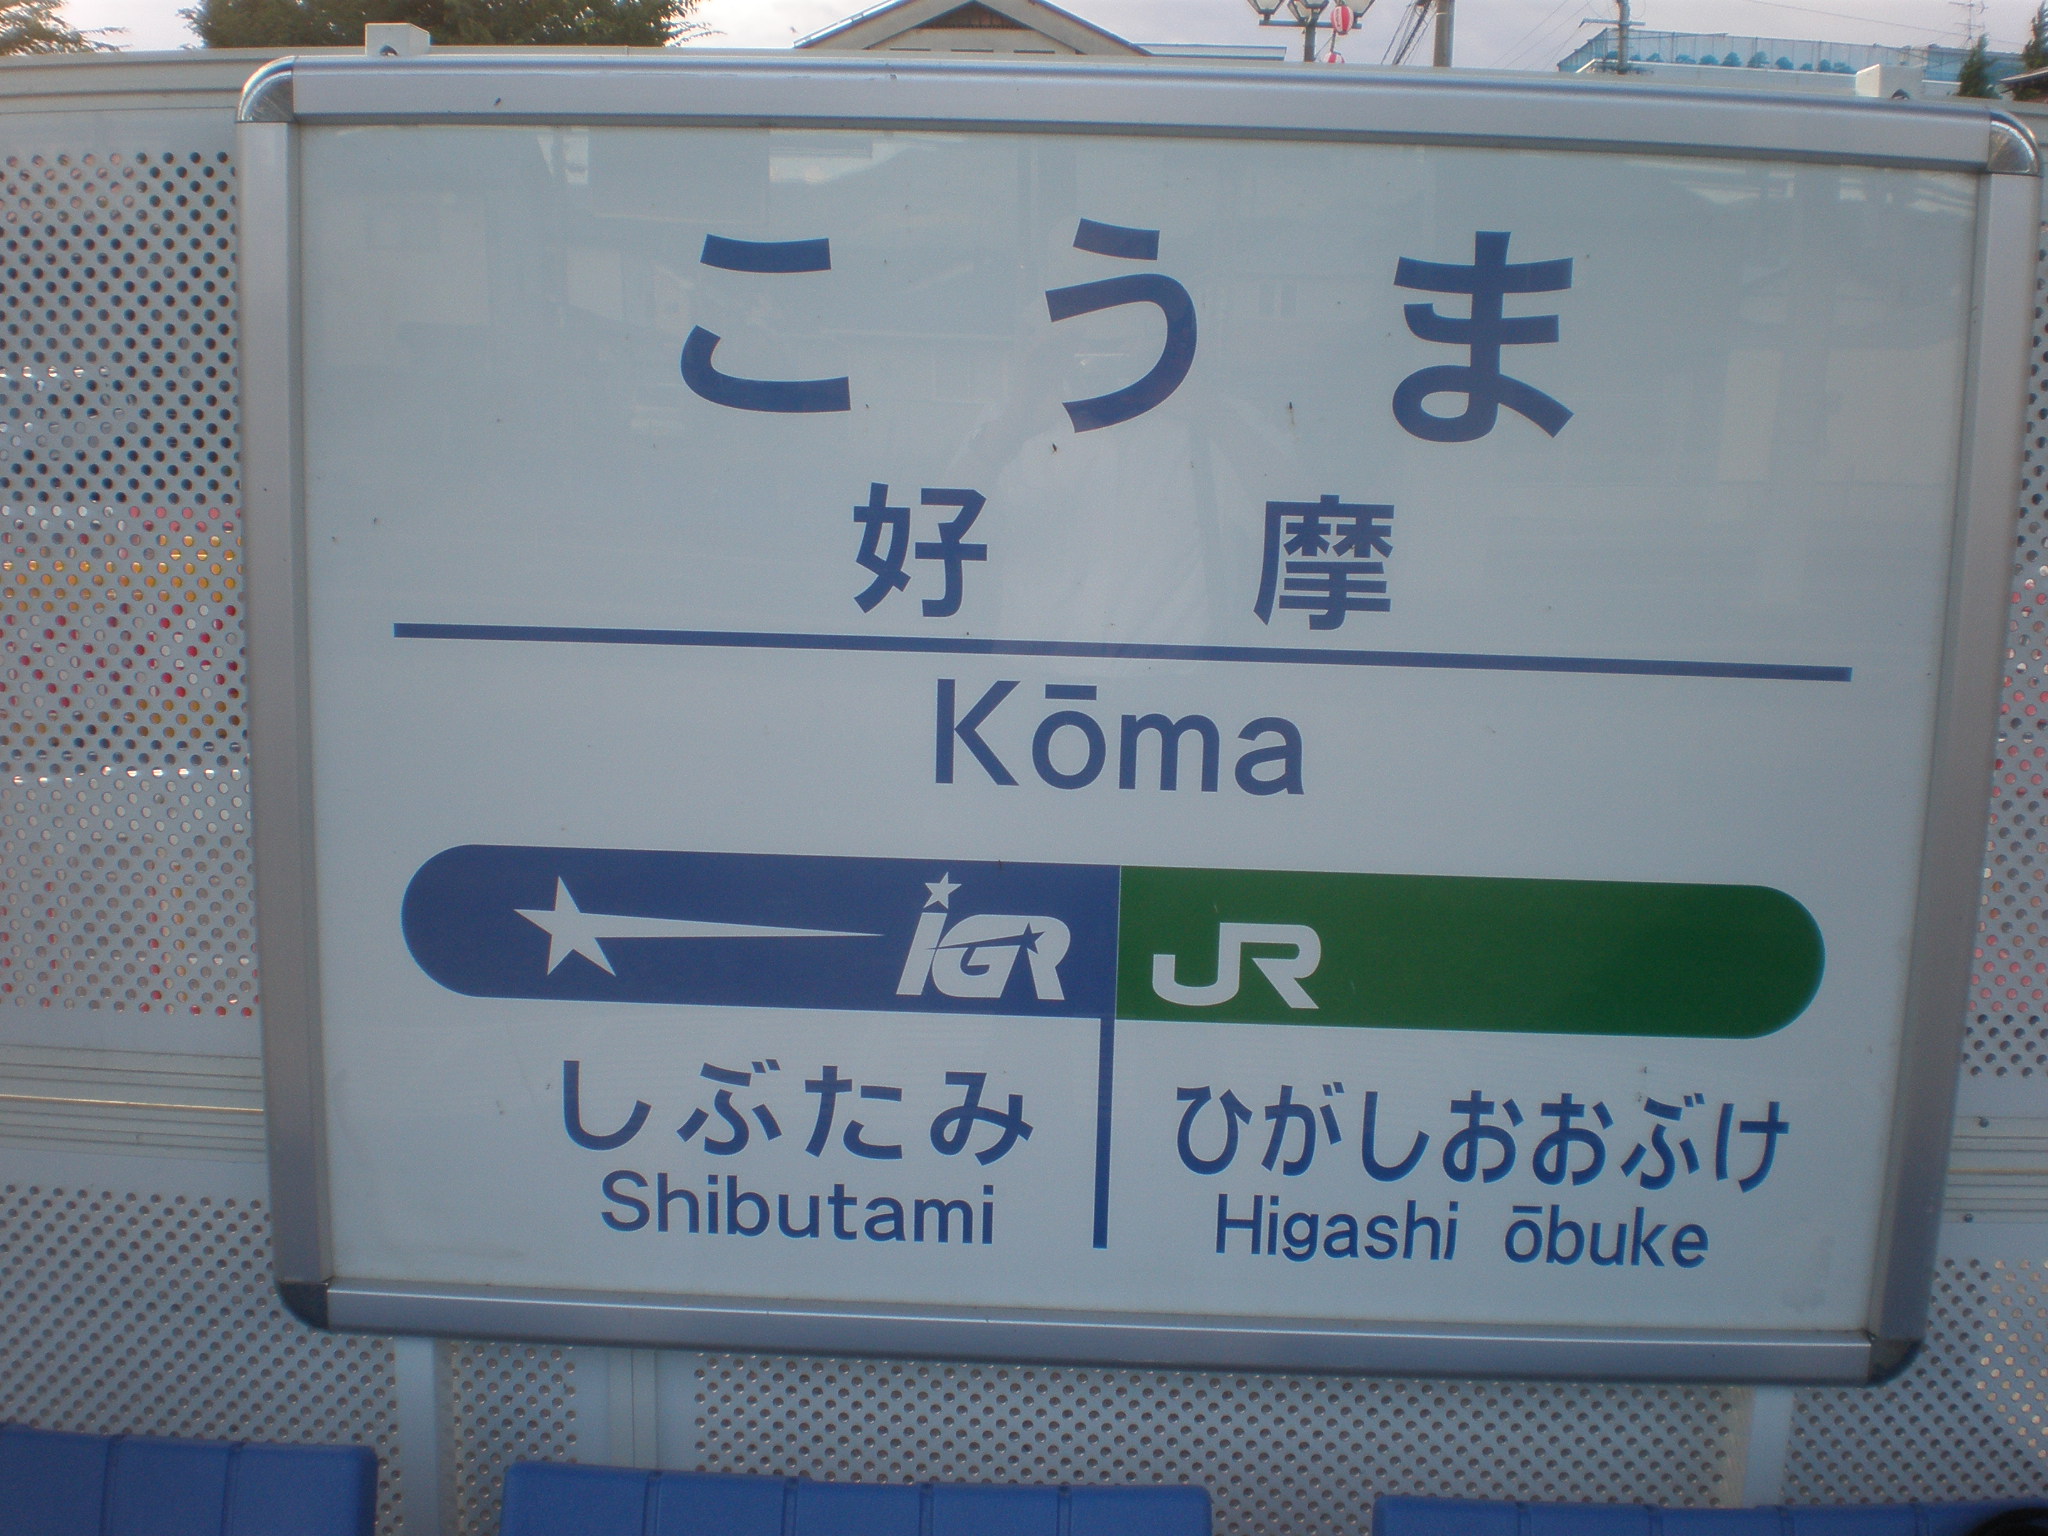 こうま
好摩
Kōma
IGR JR
しぶたみ ひがしおおぶけ
Shibutami Higashi ōbuke